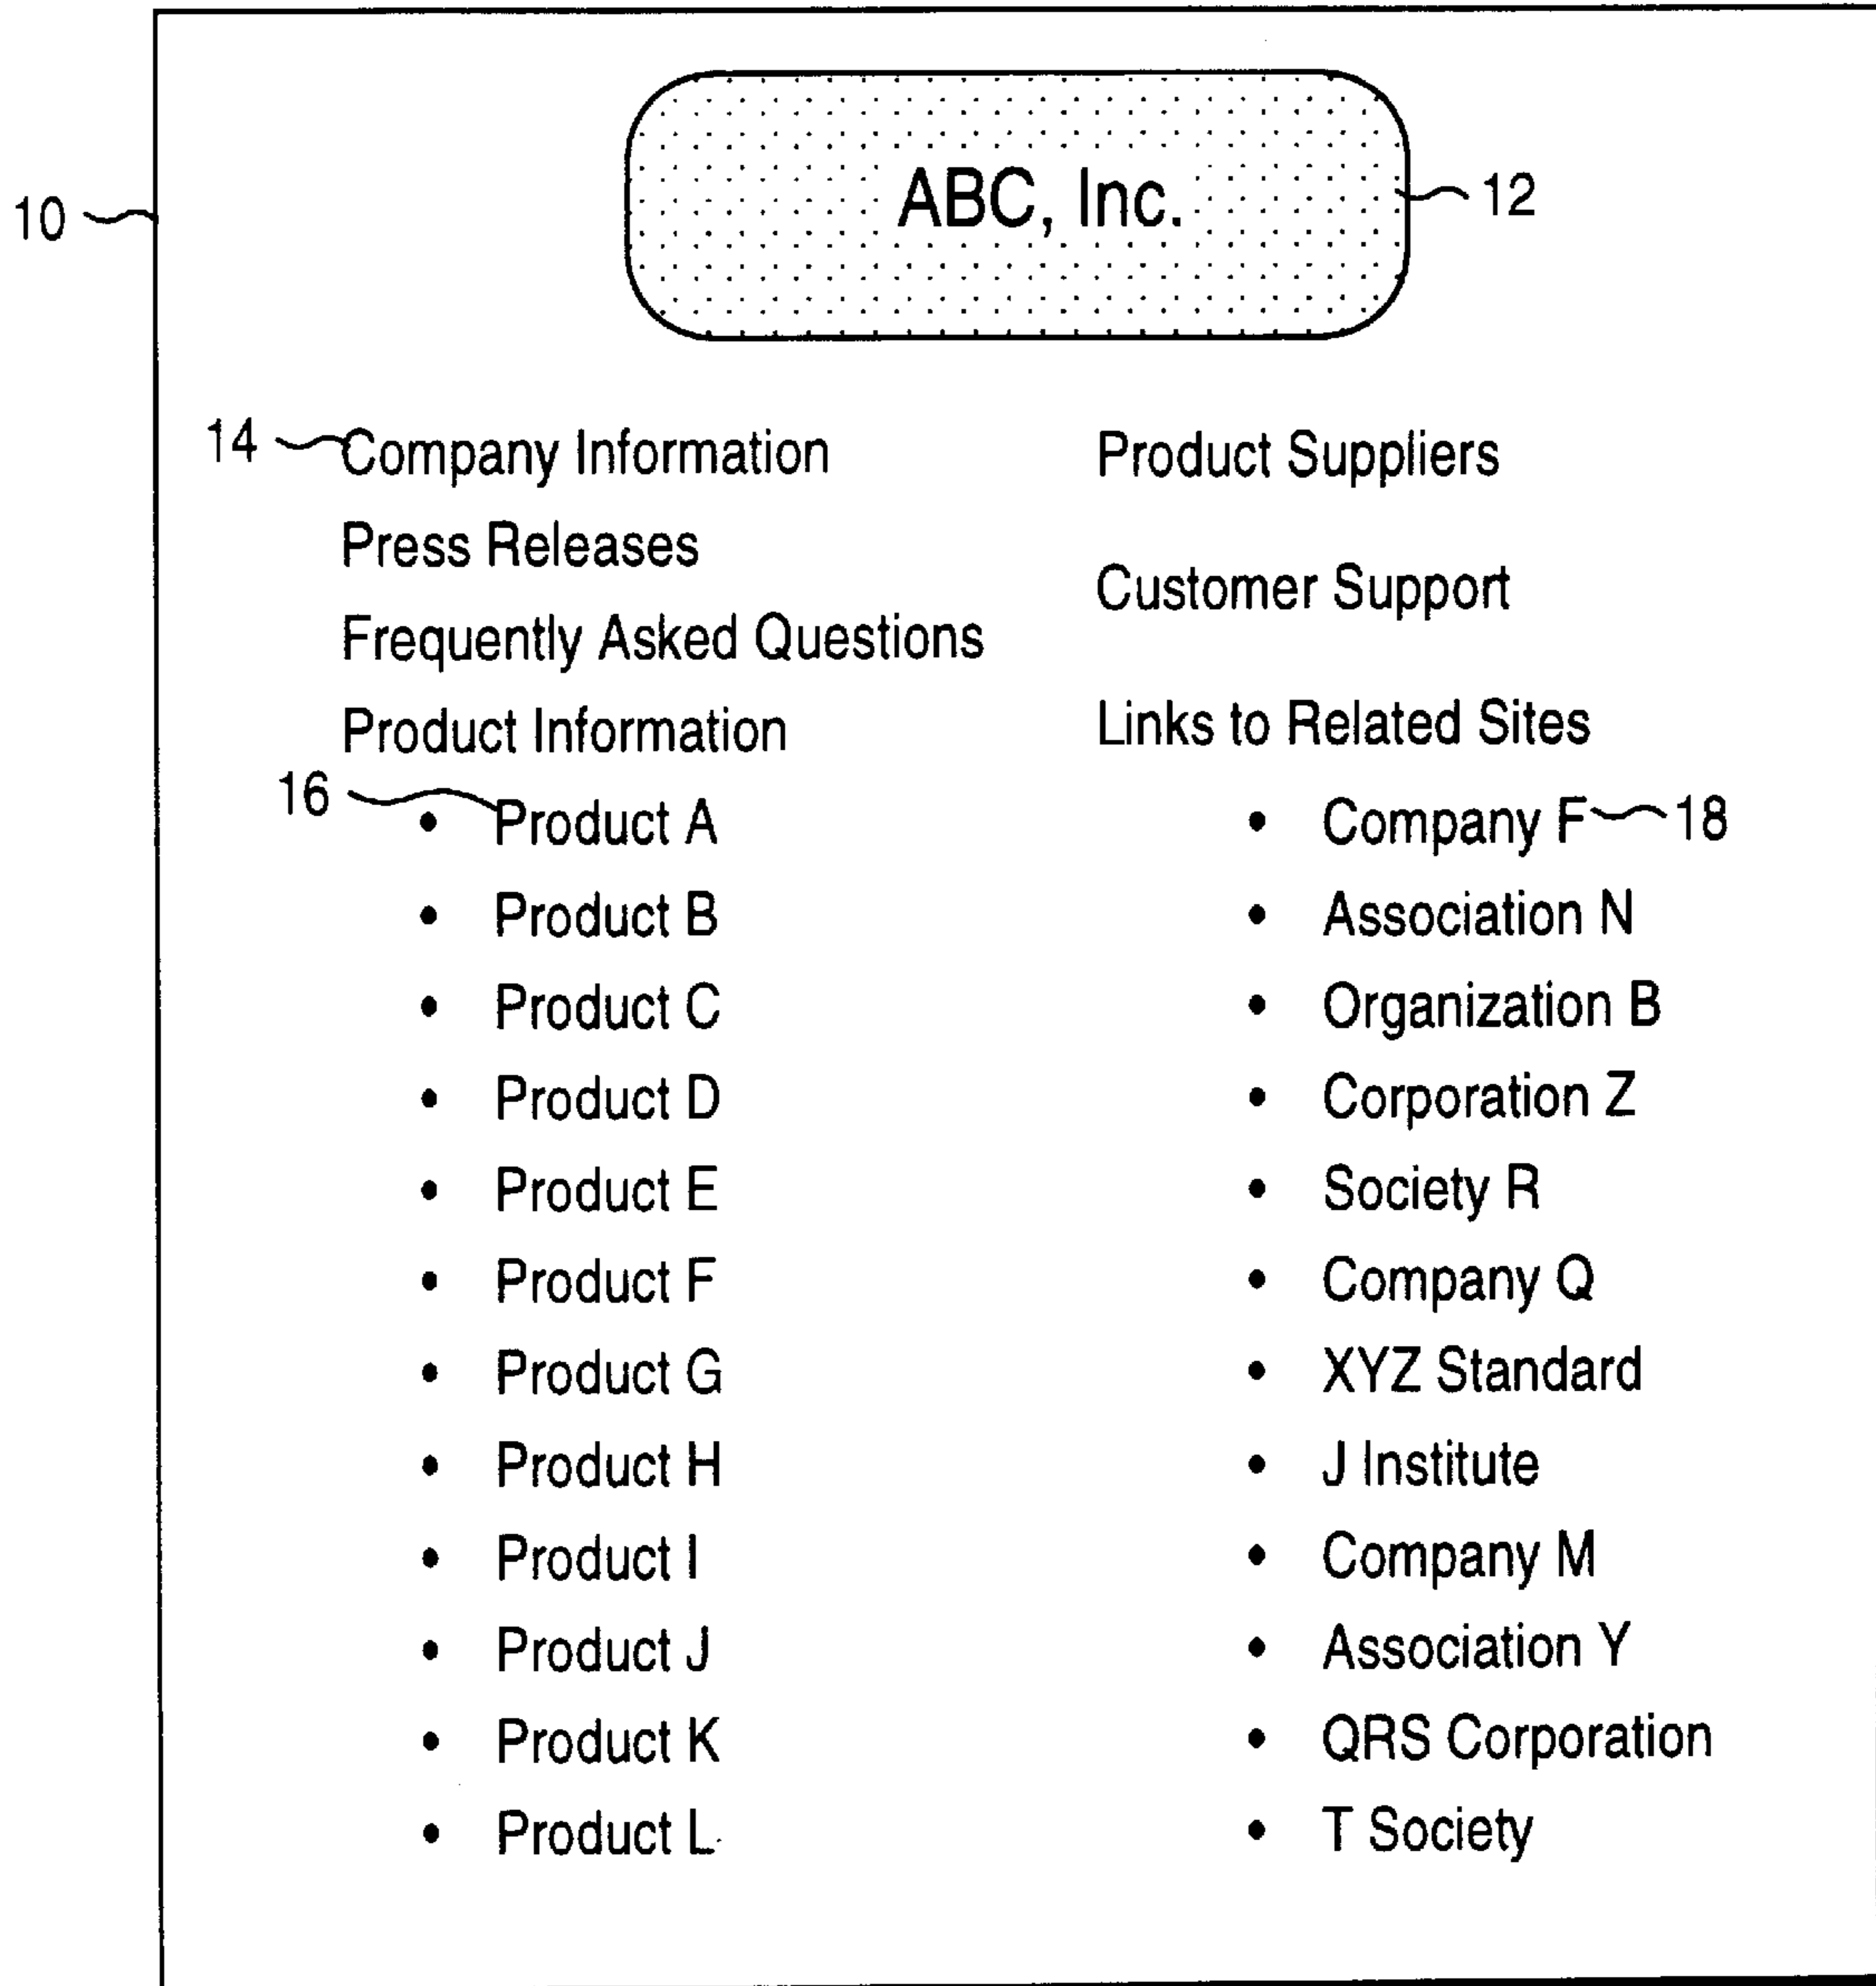 ABC, Inc.
10
12
14
Company Information
Press Releases
Frequently Asked Questions
Product Information
16
• Product A
• Product B
• Product C
• Product D
• Product E
• Product F
• Product G
• Product H
• Product I
• Product J
• Product K
• Product L
Product Suppliers
Customer Support
Links to Related Sites
• Company F
18
• Association N
• Organization B
• Corporation Z
• Society R
• Company Q
• XYZ Standard
• J Institute
• Company M
• Association Y
• QRS Corporation
• T Society